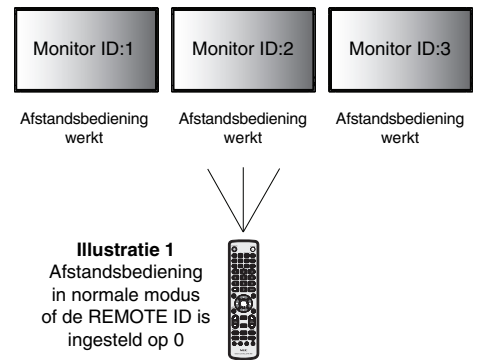 Monitor ID:1 Monitor ID:2 Monitor ID:3
Afstandsbediening werkt Afstandsbediening werkt Afstandsbediening werkt
Illustratie 1
Afstandsbediening
in normale modus
of de REMOTE ID is
ingesteld op 0
NEC